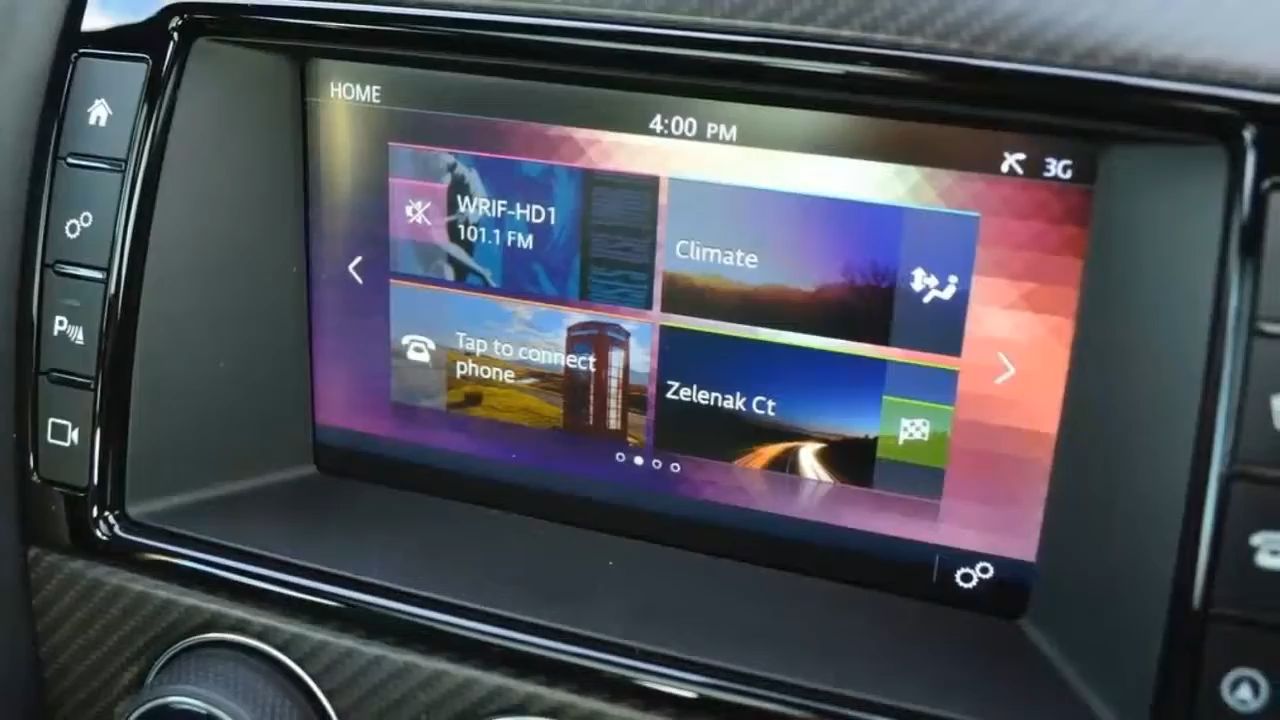 HOME
4:00 PM
3G
WRIF-HD1
101.1 FM
Climate
Tap to connect
phone
Zelenak Ct
P